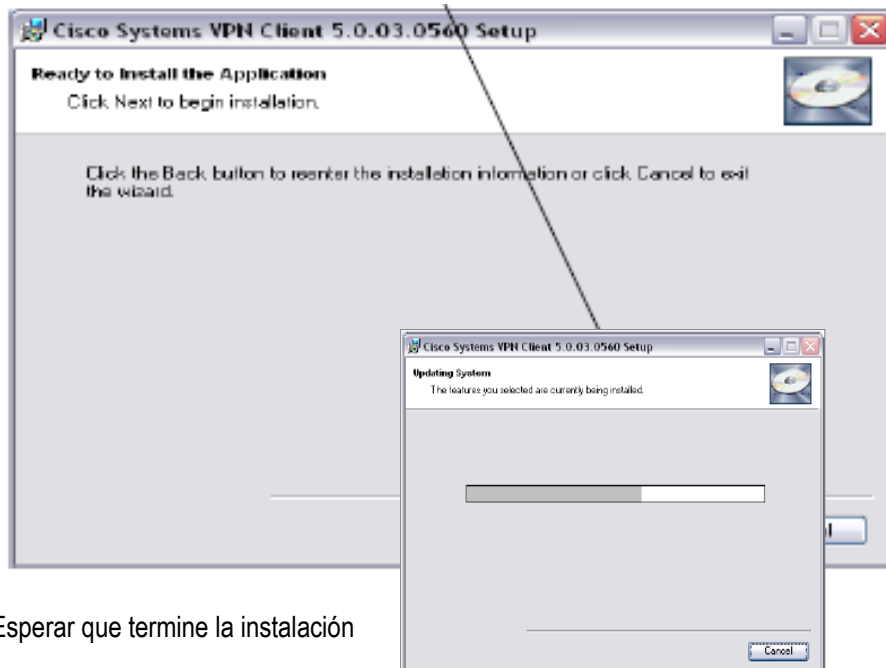 Cisco Systems VPN Client 5.0.03.0560 Setup
Ready to Install the Application
Click Next to begin installation.
Click the Back button to reenter the installation information or click Cancel to exit
the wizard.
Cisco Systems VPN Client 5.0.03.0560 Setup
Updating System
The features you selected are currently being installed.
Cancel
Esperar que termine la instalación